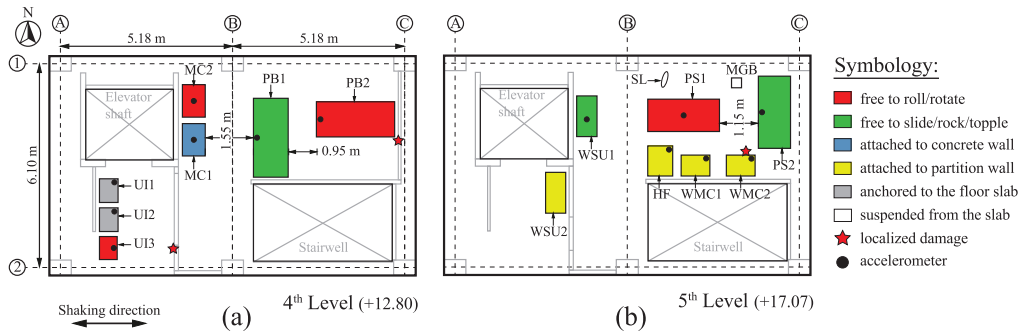 N
A
B
C
5.18 m
5.18 m
1
2
6.10 m
MC2
PB1
PB2
Elevator
shaft
1.55 m
0.95 m
MC1
UI1
UI2
UI3
Stairwell
Shaking direction
(a)
4th Level (+12.80)
A
B
C
SL
PS1
MGB
Elevator
shaft
1.15 m
WSU1
PS2
HF
WMC1
WMC2
WSU2
Stairwell
(b)
5th Level (+17.07)
Symbology:
free to roll/rotate
free to slide/rock/topple
attached to concrete wall
attached to partition wall
anchored to the floor slab
suspended from the slab
localized damage
accelerometer